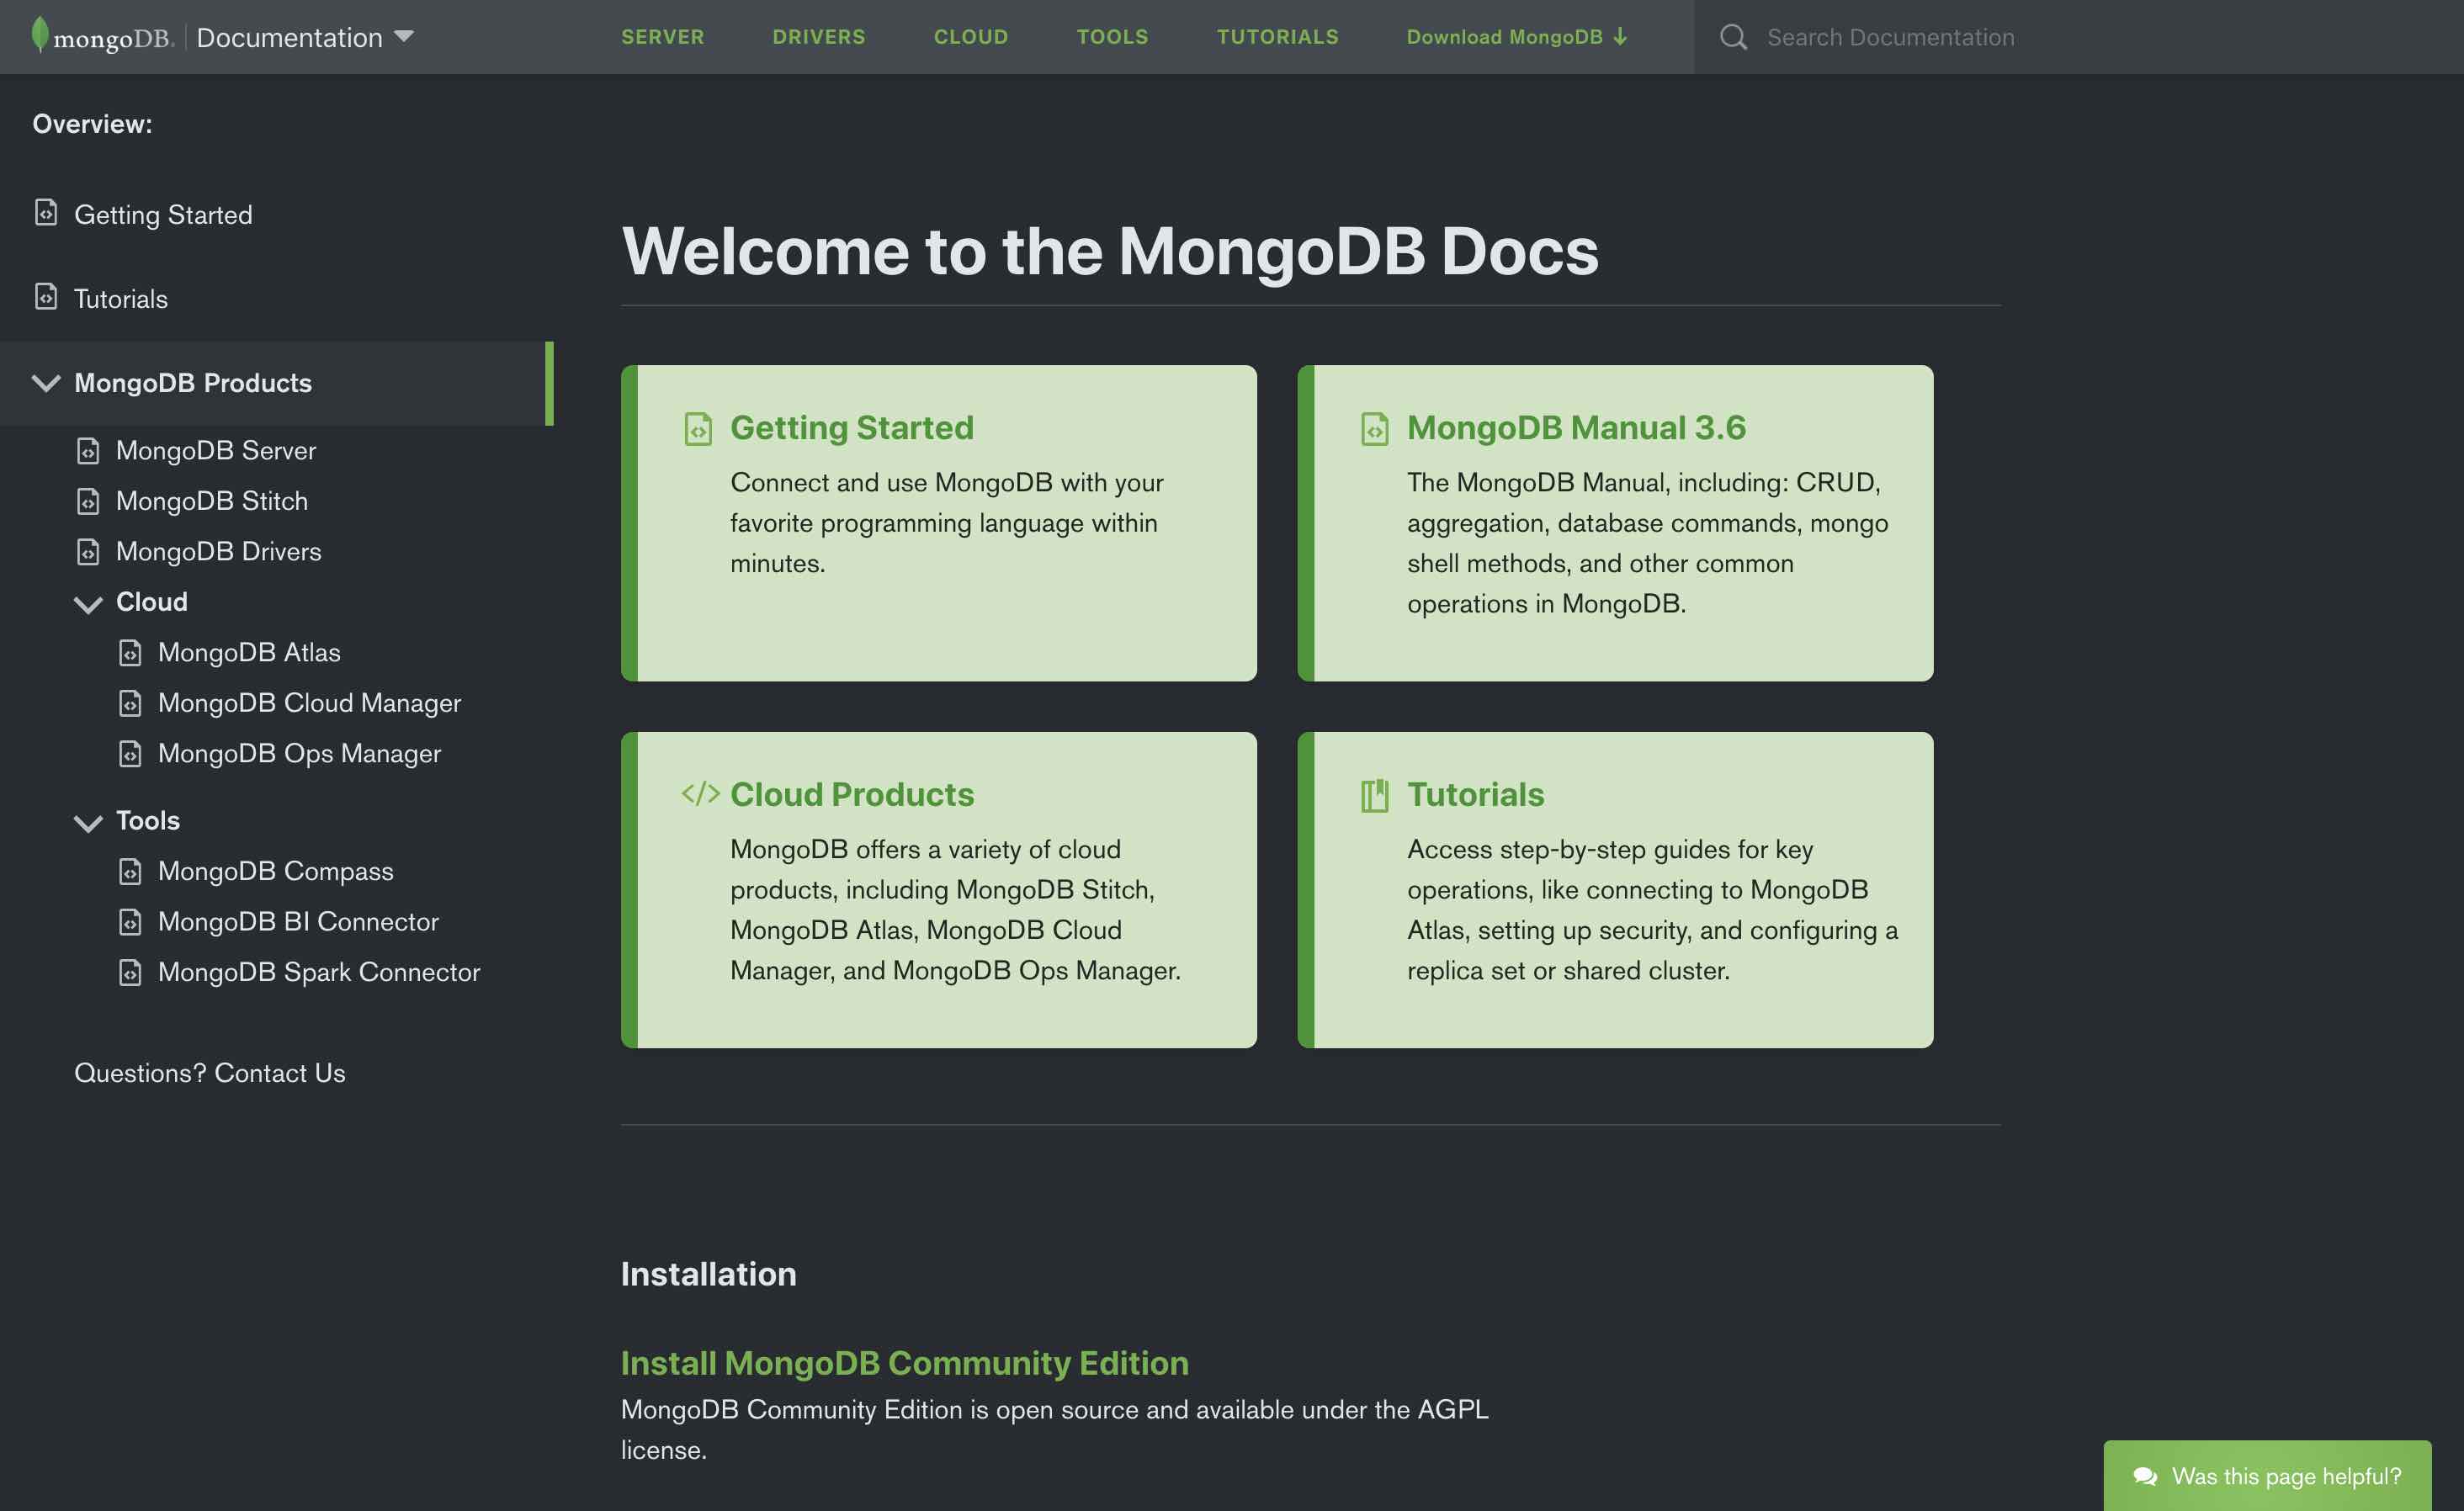 mongoDB. Documentation
SERVER DRIVERS CLOUD TOOLS TUTORIALS Download MongoDB
Search Documentation
Overview:
Getting Started
Tutorials
MongoDB Products
MongoDB Server
MongoDB Stitch
MongoDB Drivers
Cloud
MongoDB Atlas
MongoDB Cloud Manager
MongoDB Ops Manager
Tools
MongoDB Compass
MongoDB BI Connector
MongoDB Spark Connector
Questions? Contact Us
Welcome to the MongoDB Docs
Getting Started
Connect and use MongoDB with your
favorite programming language within
minutes.
MongoDB Manual 3.6
The MongoDB Manual, including: CRUD,
aggregation, database commands, mongo
shell methods, and other common
operations in MongoDB.
Cloud Products
MongoDB offers a variety of cloud
products, including MongoDB Stitch,
MongoDB Atlas, MongoDB Cloud
Manager, and MongoDB Ops Manager.
Tutorials
Access step-by-step guides for key
operations, like connecting to MongoDB
Atlas, setting up security, and configuring a
replica set or shared cluster.
Installation
Install MongoDB Community Edition
MongoDB Community Edition is open source and available under the AGPL
license.
Was this page helpful?